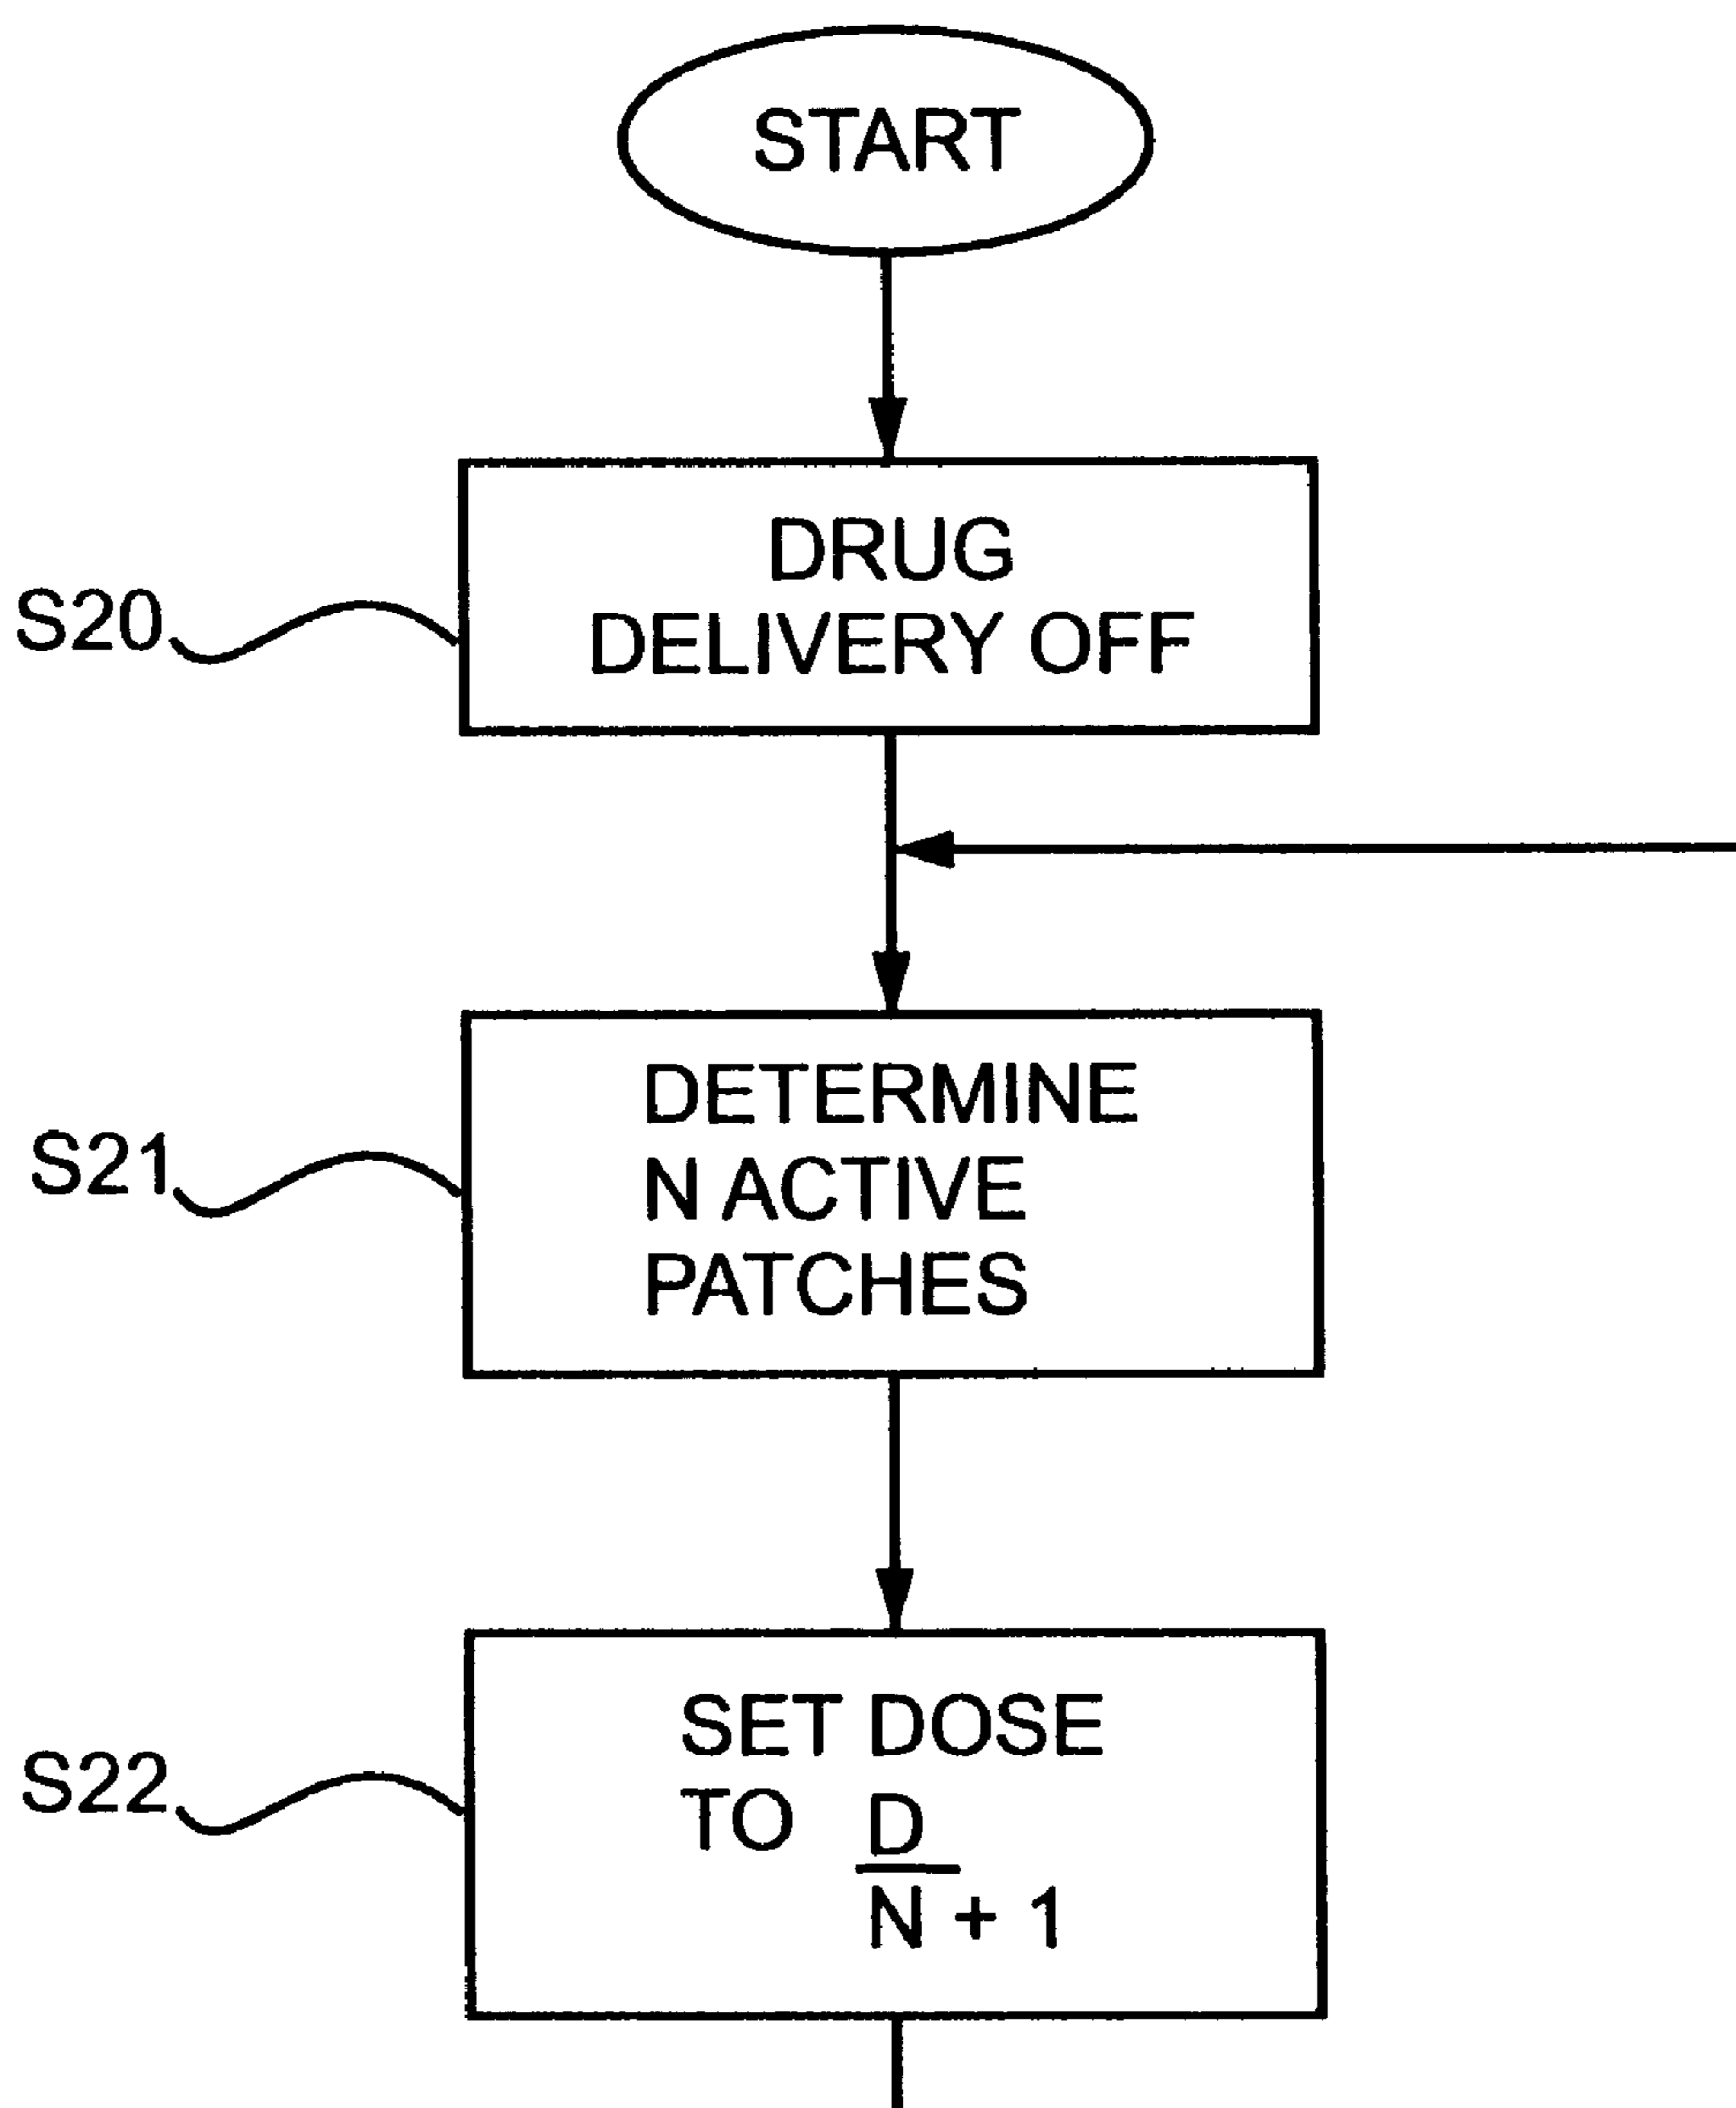 START
DRUG
DELIVERY OFF
S20
DETERMINE
N ACTIVE
PATCHES
S21
SET DOSE
TO D
N + 1
S22